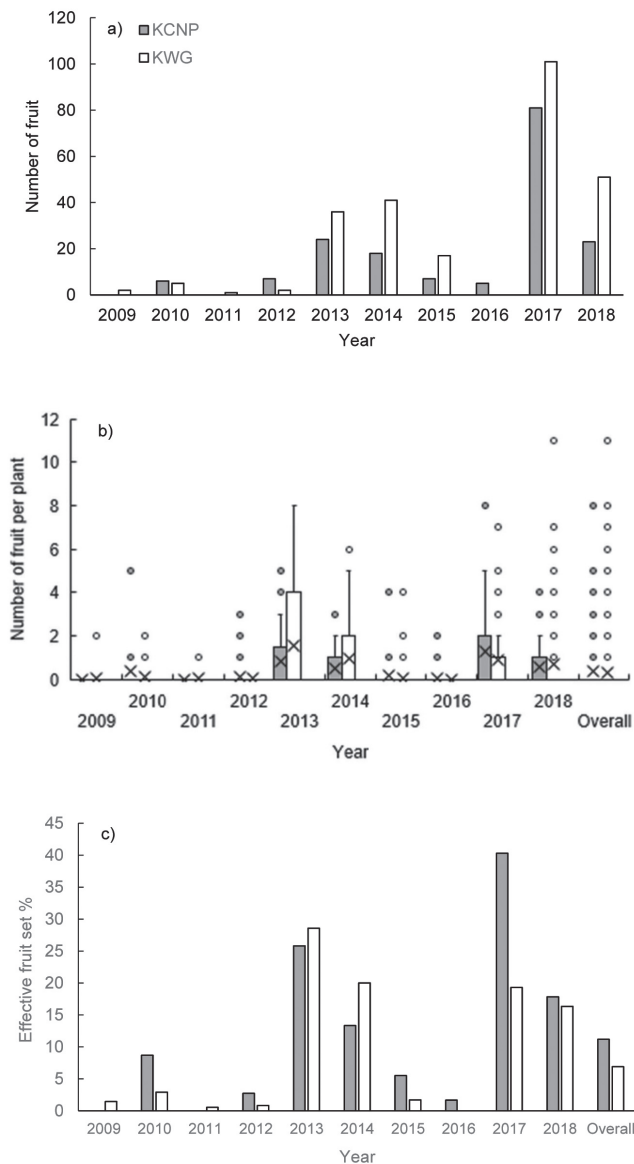 a)
KCNP
KWG
120
100
80
60
40
20
0
Number of fruit
2009 2010 2011 2012 2013 2014 2015 2016 2017 2018
Year
b)
12
10
8
6
4
2
0
Number of fruit per plant
2010 2012 2014 2016 2018
2009 2011 2013 2015 2017 Overall
Year
c)
45
40
35
30
25
20
15
10
5
0
Effective fruit set %
2009 2010 2011 2012 2013 2014 2015 2016 2017 2018 Overall
Year